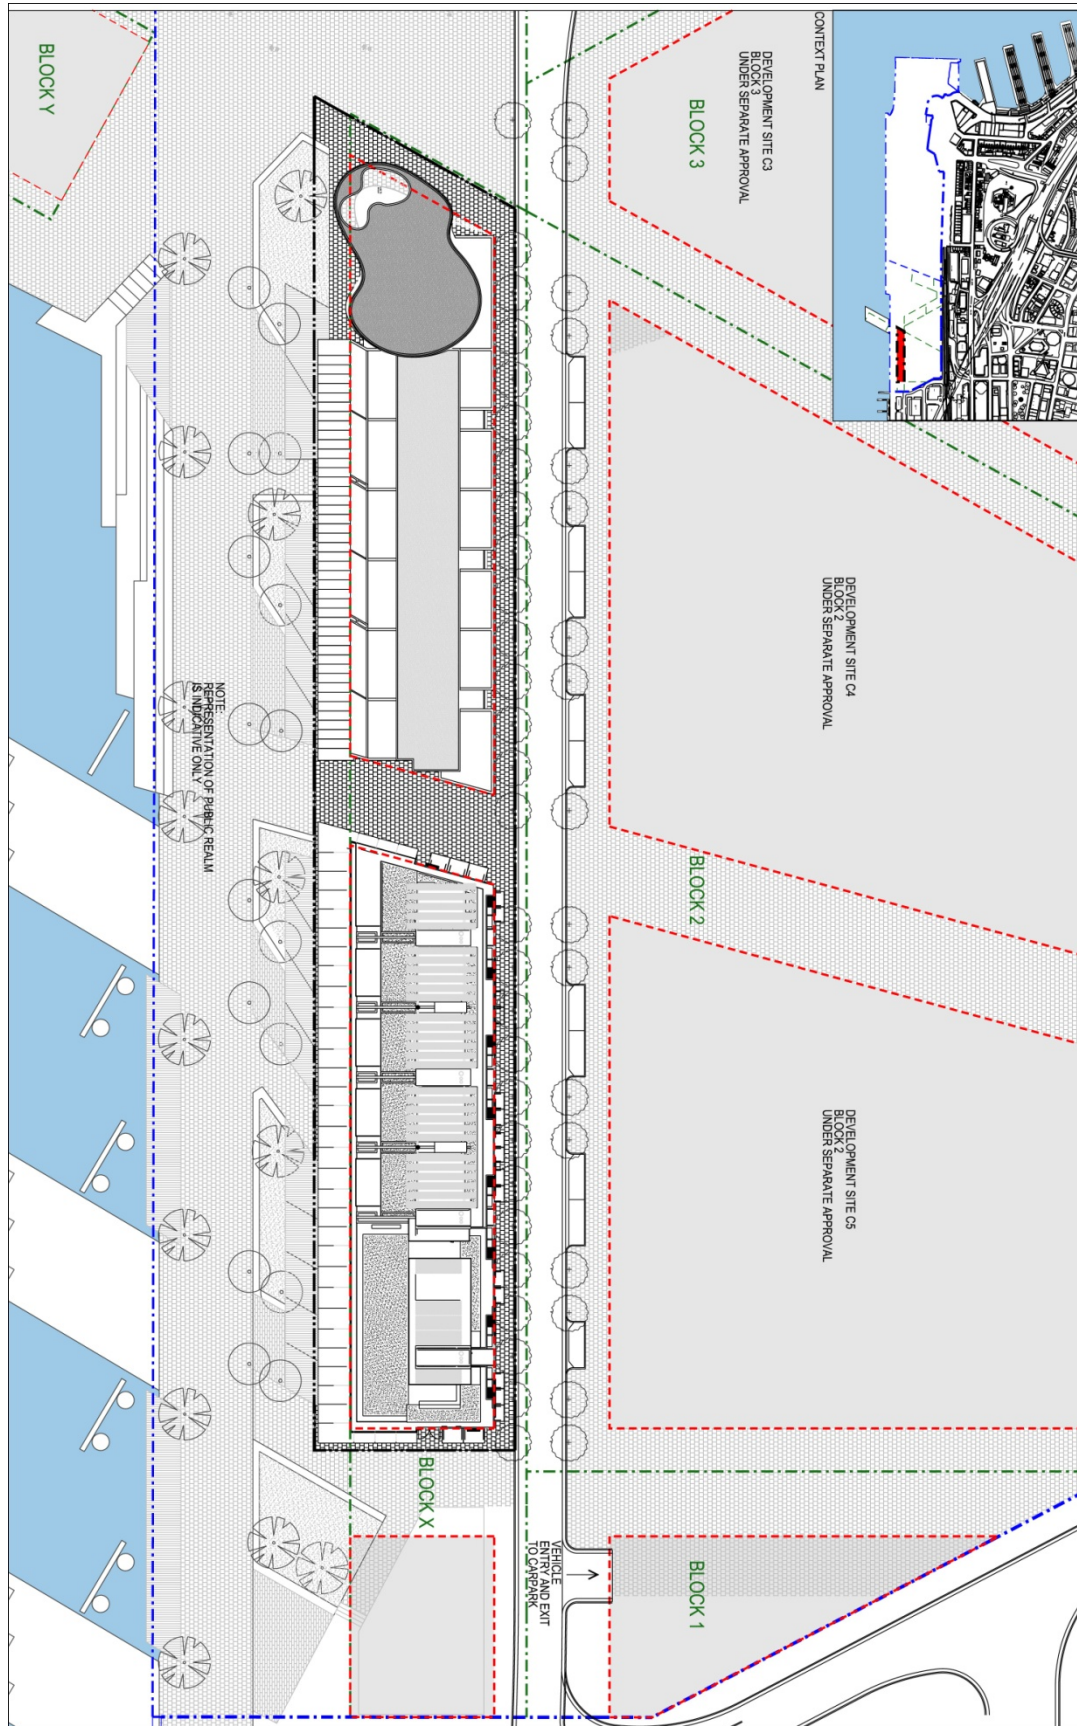 CONTEXT PLAN
DEVELOPMENT SITE C3
BLOCK 3
UNDER SEPARATE APPROVAL
BLOCK 3
BLOCK Y
DEVELOPMENT SITE C4
BLOCK 2
UNDER SEPARATE APPROVAL
NOTE:
REPRESENTATION OF PUBLIC REALM
IS INDICATIVE ONLY
BLOCK 2
DEVELOPMENT SITE C5
BLOCK 2
UNDER SEPARATE APPROVAL
BLOCK X
VEHICLE
ENTRY AND EXIT
TO CARPARK
BLOCK 1